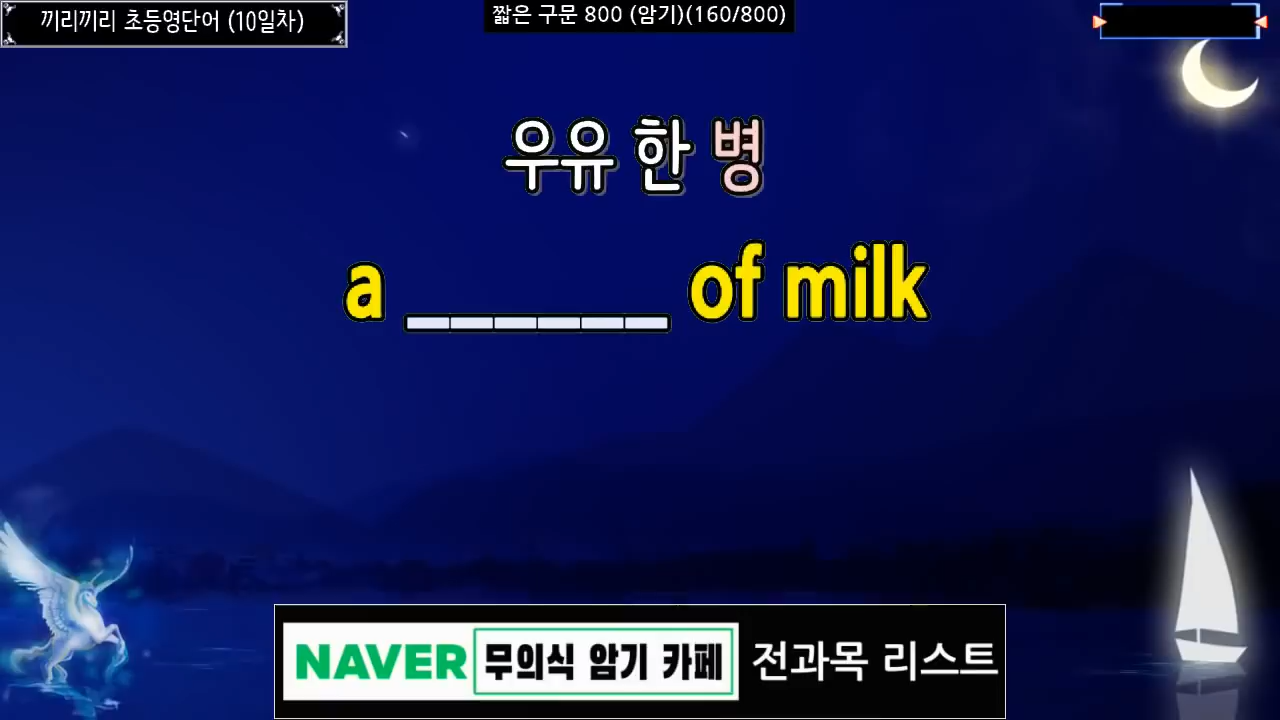 끼리끼리 초등영단어 (10일차)
짧은 구문 800 (암기)(160/800)
우유 한 병
a ______ of milk
NAVER 무의식 암기 카페 전과목 리스트